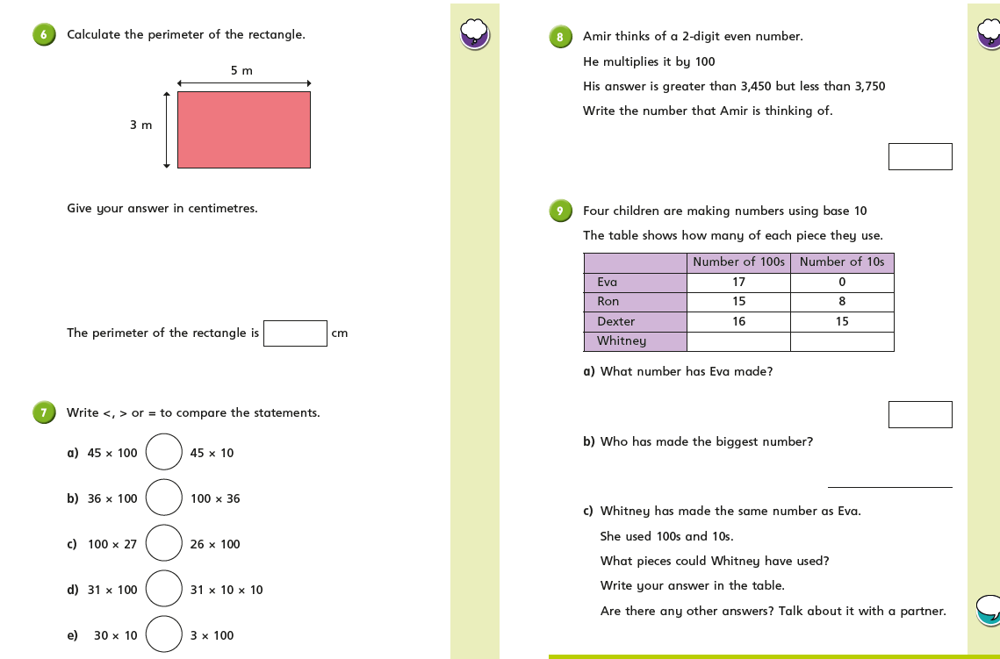 6 Calculate the perimeter of the rectangle.
5 m
3 m
Give your answer in centimetres.
The perimeter of the rectangle is cm
7 Write <, > or = to compare the statements.
a) 45 × 100 45 × 10
b) 36 × 100 100 × 36
c) 100 × 27 26 × 100
d) 31 × 100 31 × 10 × 10
e) 30 × 10 3 × 100
8 Amir thinks of a 2-digit even number.
He multiplies it by 100
His answer is greater than 3,450 but less than 3,750
Write the number that Amir is thinking of.
9 Four children are making numbers using base 10
The table shows how many of each piece they use.
Number of 100s Number of 10s
Eva 17 0
Ron 15 8
Dexter 16 15
Whitney
a) What number has Eva made?
b) Who has made the biggest number?
c) Whitney has made the same number as Eva.
She used 100s and 10s.
What pieces could Whitney have used?
Write your answer in the table.
Are there any other answers? Talk about it with a partner.